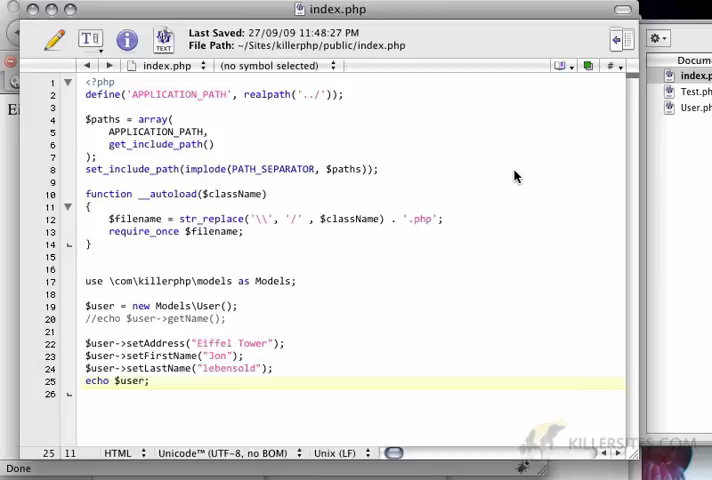 index.php
Last Saved: 27/09/09 11:48:27 PM
File Path: ~/Sites/killerphp/public/index.php
TEXT
index.php
(no symbol selected)
#
Docum
index.p
Test.ph
User.ph
Ei
1 <?php
2 define('APPLICATION_PATH', realpath('../'));
3
4 $paths = array(
5 APPLICATION_PATH,
6 get_include_path()
7 );
8 set_include_path(implode(PATH_SEPARATOR, $paths));
9
10 function __autoload($className)
11 {
12 $filename = str_replace('\\', '/' , $className) . '.php';
13 require_once $filename;
14 }
15
16
17 use \com\killerphp\models as Models;
18
19 $user = new Models\User();
20 //echo $user->getName();
21
22 $user->setAddress("Eiffel Tower");
23 $user->setFirstName("Jon");
24 $user->setLastName("lebensold");
25 echo $user;
26
KILLERSITES.COM
25 11 HTML Unicode™ (UTF-8, no BOM) Unix (LF)
Done